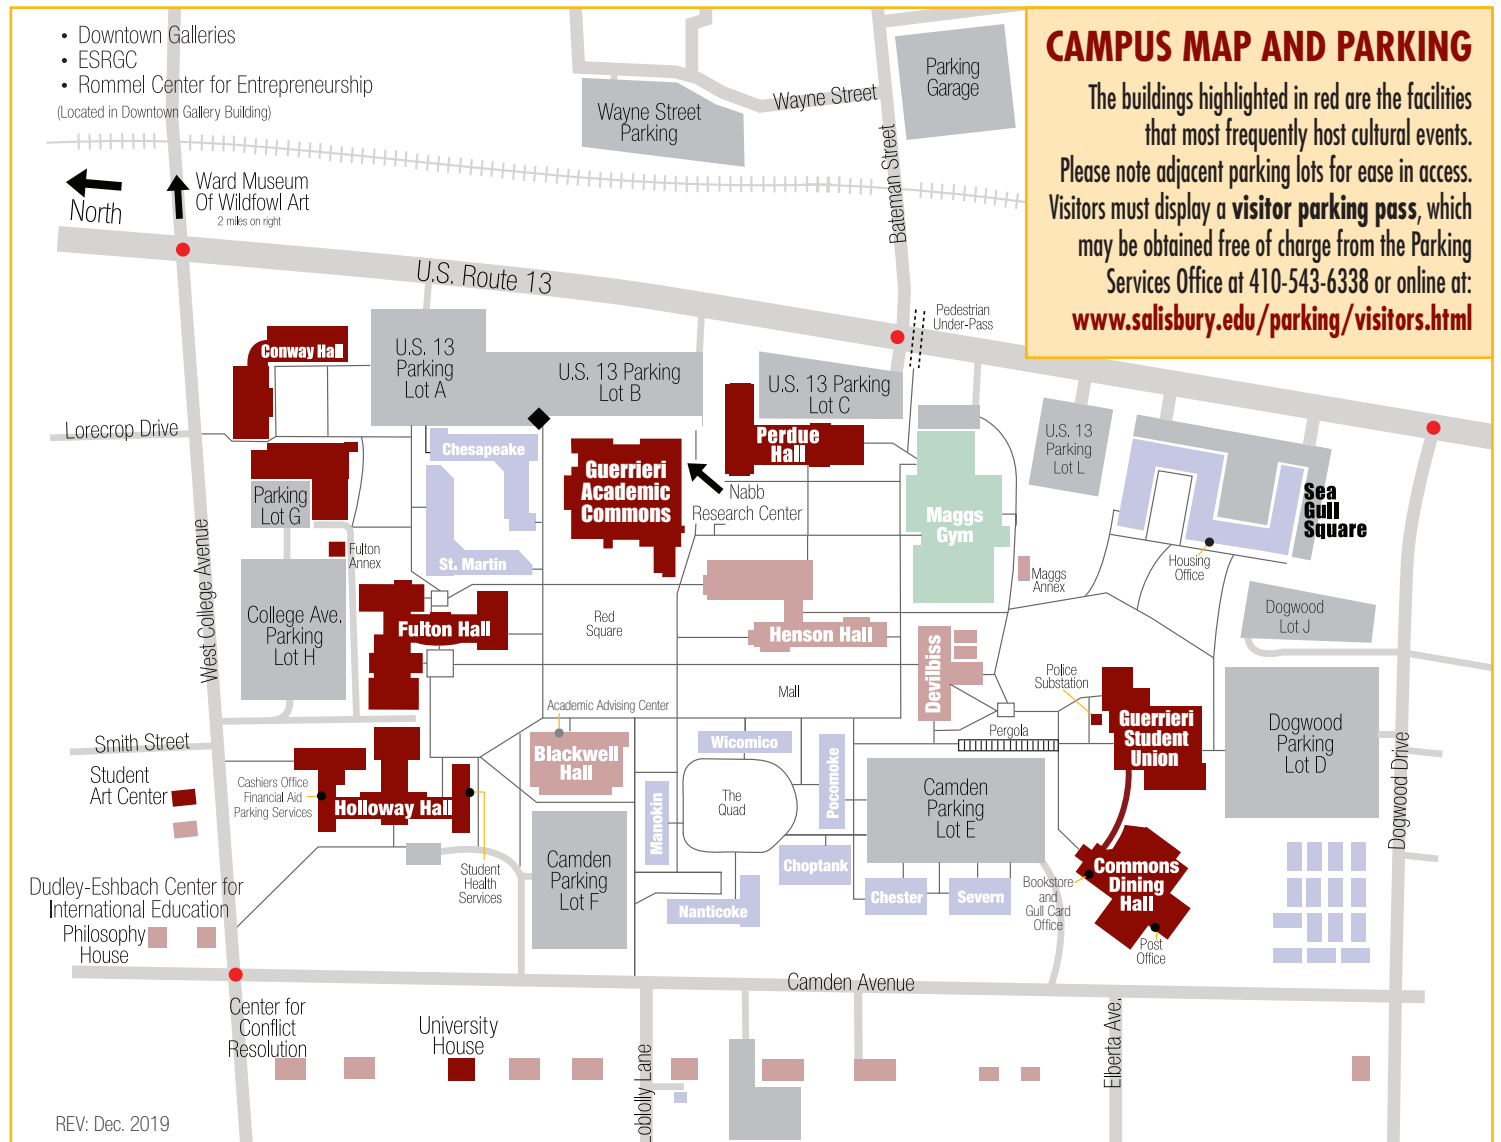 • Downtown Galleries
• ESRGC
• Rommel Center for Entrepreneurship
(Located in Downtown Gallery Building)
CAMPUS MAP AND PARKING
The buildings highlighted in red are the facilities
that most frequently host cultural events.
Please note adjacent parking lots for ease in access.
Visitors must display a visitor parking pass, which
may be obtained free of charge from the Parking
Services Office at 410-543-6338 or online at:
www.salisbury.edu/parking/visitors.html
Parking
Garage
Wayne Street
Wayne Street
Parking
Bateman Street
North
Ward Museum
Of Wildfowl Art
2 miles on right
U.S. Route 13
Pedestrian
Under-Pass
Conway Hall
U.S. 13
Parking
Lot A
U.S. 13 Parking
Lot B
U.S. 13 Parking
Lot C
Lorecrop Drive
Chesapeake
Perdue
Hall
U.S. 13
Parking
Lot L
Guerrieri
Academic
Commons
Nabb
Research Center
Parking
Lot G
Maggs
Gym
Sea
Gull
Square
Fulton
Annex
St. Martin
Housing
Office
Maggs
Annex
West College Avenue
College Ave.
Parking
Lot H
Fulton Hall
Red
Square
Henson Hall
Dogwood
Lot J
Devilbiss
Police
Substation
Mall
Academic Advising Center
Guerrieri
Student
Union
Dogwood
Parking
Lot D
Dogwood Drive
Pergola
Smith Street
Wicomico
Blackwell
Hall
Pocomoke
Student
Art Center
Cashiers Office
Financial Aid
Parking Services
Holloway Hall
Manokin
The
Quad
Camden
Parking
Lot E
Student
Health
Services
Camden
Parking
Lot F
Choptank
Commons
Dining
Hall
Bookstore
and
Gull Card
Office
Chester
Severn
Nanticoke
Post
Office
Dudley-Eshbach Center for
International Education
Philosophy
House
Camden Avenue
Center for
Conflict
Resolution
University
House
Loblolly Lane
Elberta Ave.
REV: Dec. 2019